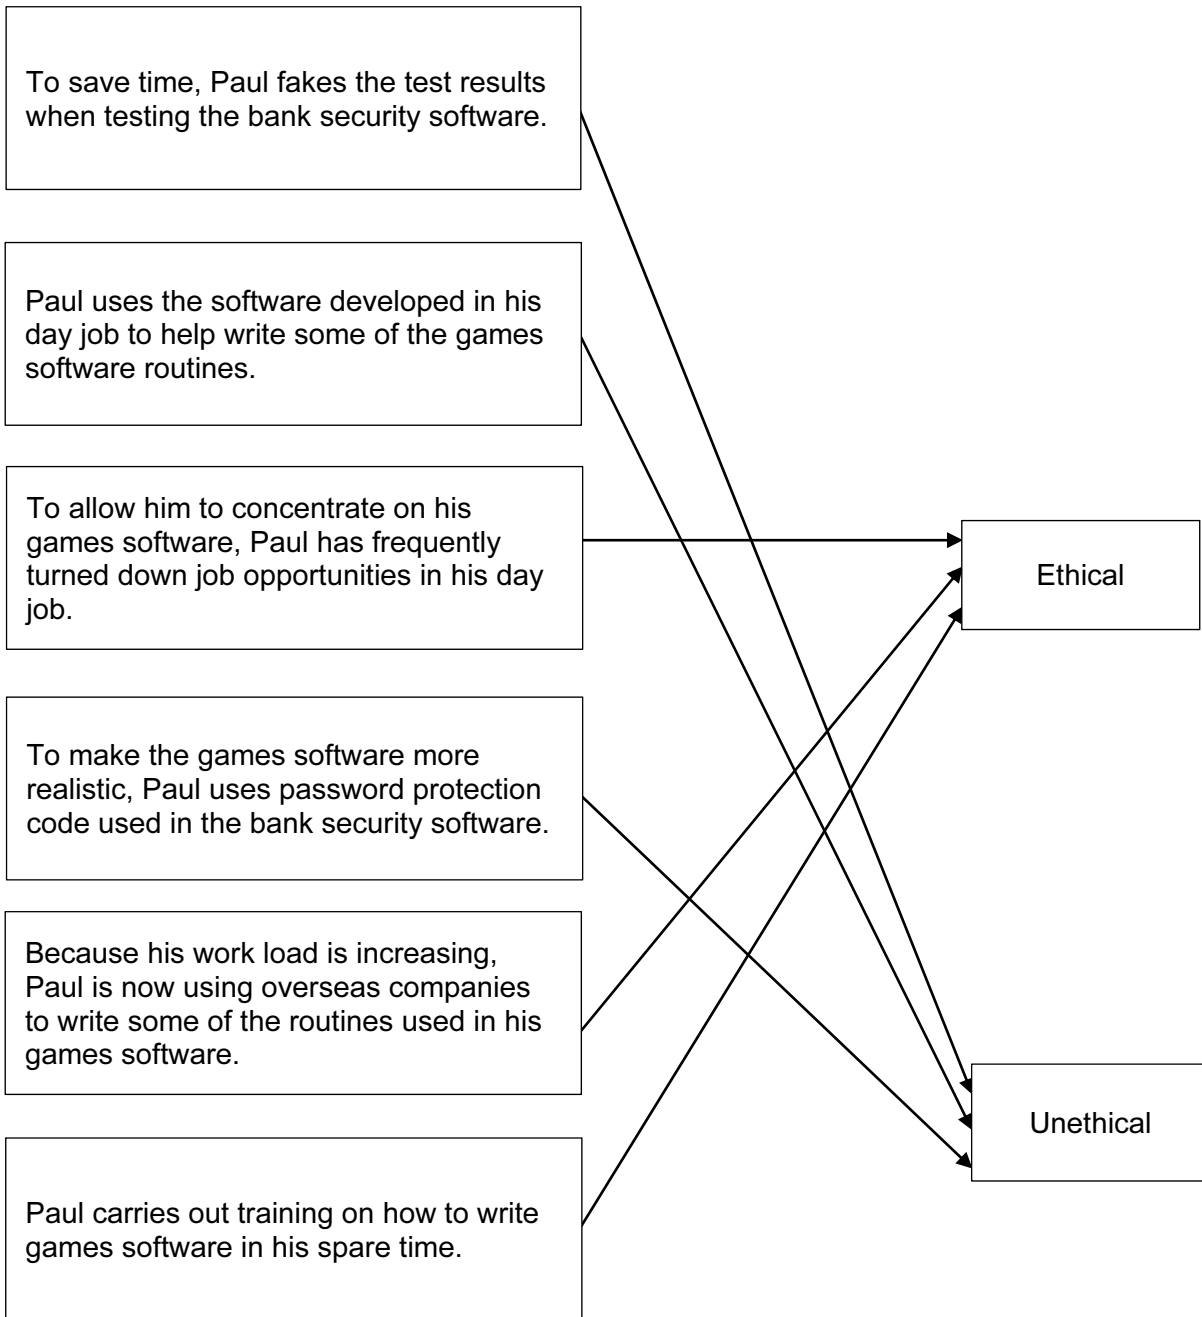 To save time, Paul fakes the test results
when testing the bank security software.
Paul uses the software developed in his
day job to help write some of the games
software routines.
To allow him to concentrate on his
games software, Paul has frequently
turned down job opportunities in his day
job.
Ethical
To make the games software more
realistic, Paul uses password protection
code used in the bank security software.
Because his work load is increasing,
Paul is now using overseas companies
to write some of the routines used in his
games software.
Unethical
Paul carries out training on how to write
games software in his spare time.